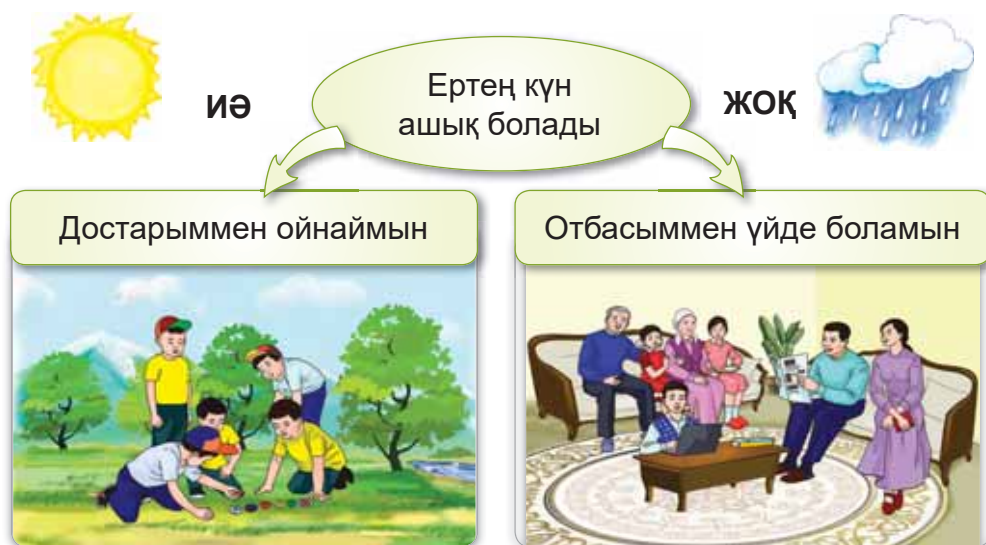 иә
Ертең күн
ашық болады
жоқ
Достарыммен ойнаймын
Отбасыммен үйде боламын